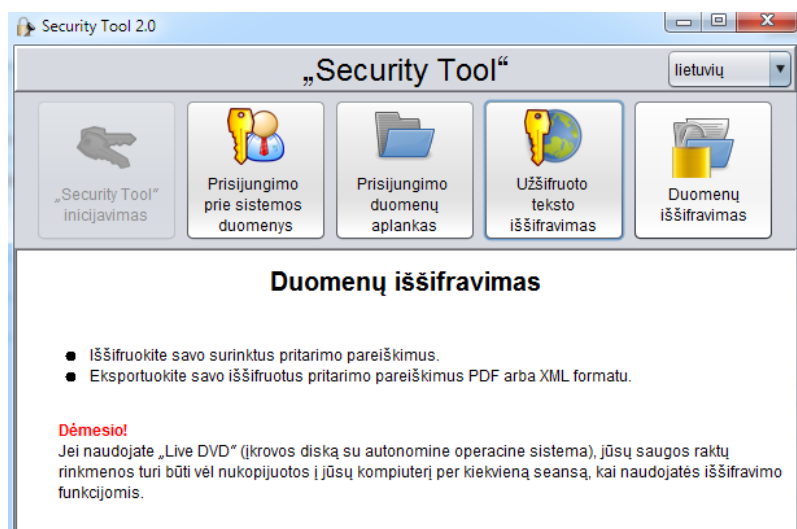 Security Tool 2.0
„Security Tool“
lietuvių
„Security Tool“
inicijavimas
Prisijungimo
prie sistemos
duomenys
Prisijungimo
duomenų
aplankas
Užšifruoto
teksto
iššifravimas
Duomenų
iššifravimas
Duomenų iššifravimas
Iššifruokite savo surinktus pritarimo pareiškimus.
Eksportuokite savo iššifruotus pritarimo pareiškimus PDF arba XML formatu.
Dėmesio!
Jei naudojate „Live DVD“ (įkrovos diską su autonomine operacine sistema), jūsų saugos raktų
rinkmenos turi būti vėl nukopijuotos į jūsų kompiuterį per kiekvieną seansą, kai naudojatės iššifravimo
funkcijomis.